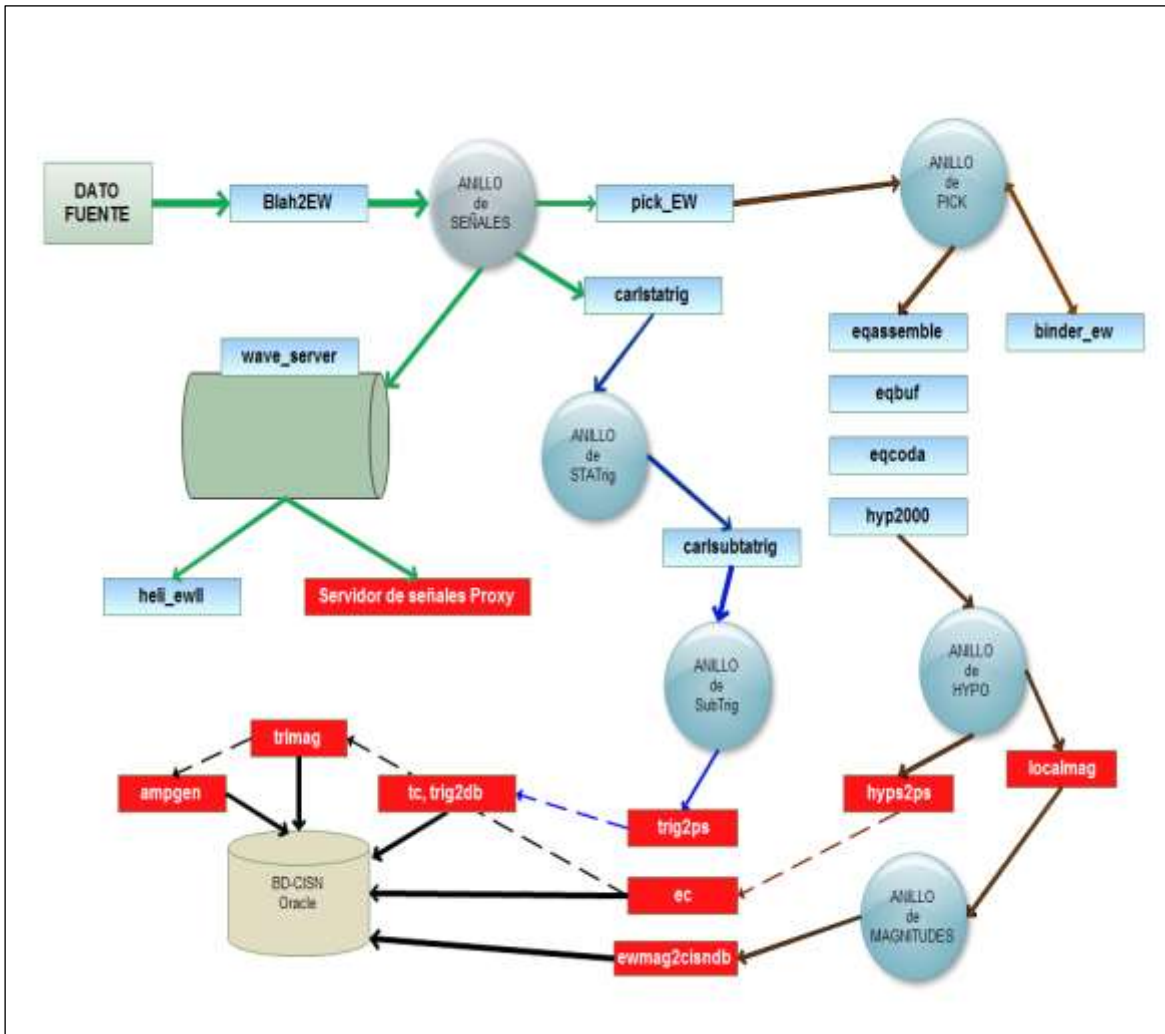 DATO
FUENTE
Blah2EW
ANILLO
de
SEÑALES
pick_EW
ANILLO
de
PICK
carlstatrig
eqassemble
binder_ew
wave_server
eqbuf
ANILLO
de
STATrig
eqcoda
hyp2000
carlsubtatrig
heli_ewII
Servidor de señales Proxy
ANILLO
de
SubTrig
ANILLO
de
HYPO
trimag
localmag
ampgen
tc, trig2db
hyps2ps
trig2ps
BD-CISN
Oracle
ec
ANILLO
de
MAGNITUDES
ewmag2cisndb